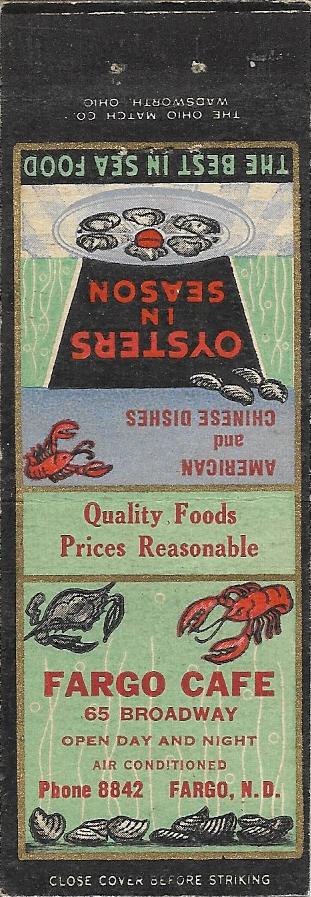 THE OHIO MATCH CO.
WADSWORTH, OHIO
THE BEST IN SEA FOOD
OYSTERS
IN
SEASON
AMERICAN
and
CHINESE DISHES
Quality Foods
Prices Reasonable
FARGO CAFE
65 BROADWAY
OPEN DAY AND NIGHT
AIR CONDITIONED
Phone 8842 FARGO, N.D.
CLOSE COVER BEFORE STRIKING